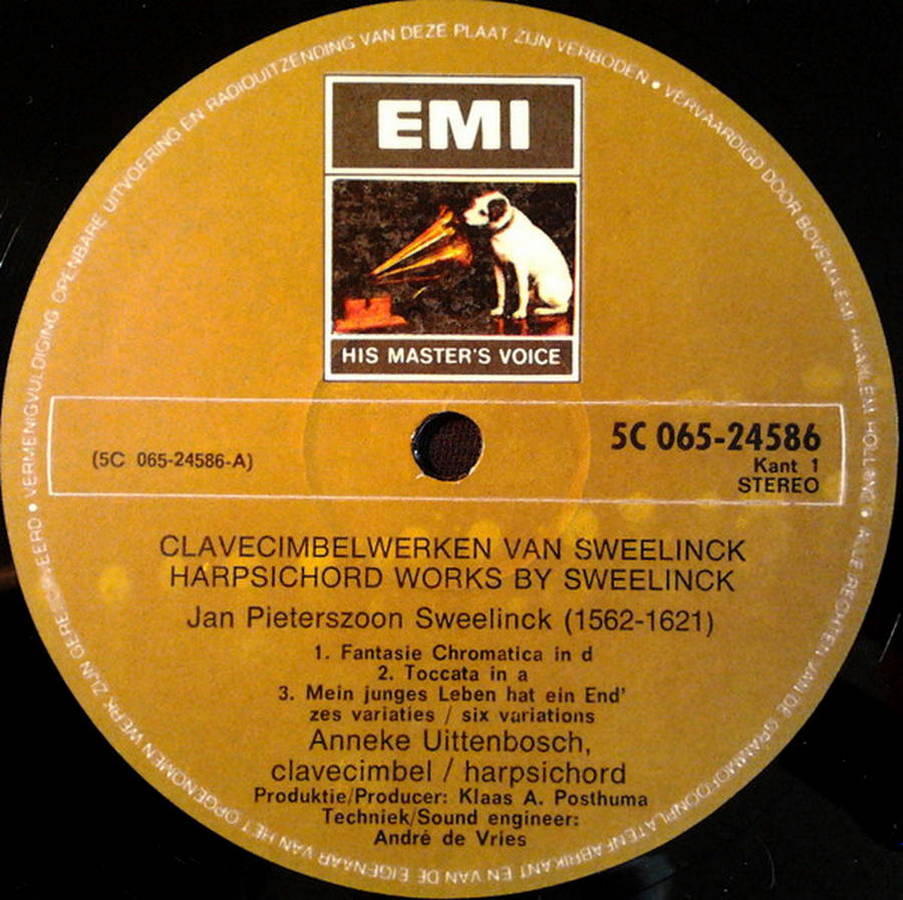 EMI
HIS MASTER'S VOICE
5C 065-24586
Kant 1
STEREO
(5C 065-24586-A)
CLAVECIMBELWERKEN VAN SWEELINCK
HARPSICHORD WORKS BY SWEELINCK
Jan Pieterszoon Sweelinck (1562-1621)
1. Fantasie Chromatica in d
2. Toccata in a
3. Mein junges Leben hat ein End'
zes variaties / six variations
Anneke Uittenbosch,
clavecimbel / harpsichord
Produktie/Producer: Klaas A. Posthuma
Techniek/Sound engineer:
André de Vries
VERVAARDIGD DOOR BOVEMA EMI HAARLEM HOLLAND • ALLE RECHTEN VAN DE GRAMMOFOONPLATENFABRIKANT EN VAN DE EIGENAAR VAN HET OPGENOMEN WERK ZIJN GERESERVEERD • VERMENIGVULDIGING OPENBARE UITVOERING EN RADIOUITZENDING VAN DEZE PLAAT ZIJN VERBODEN •